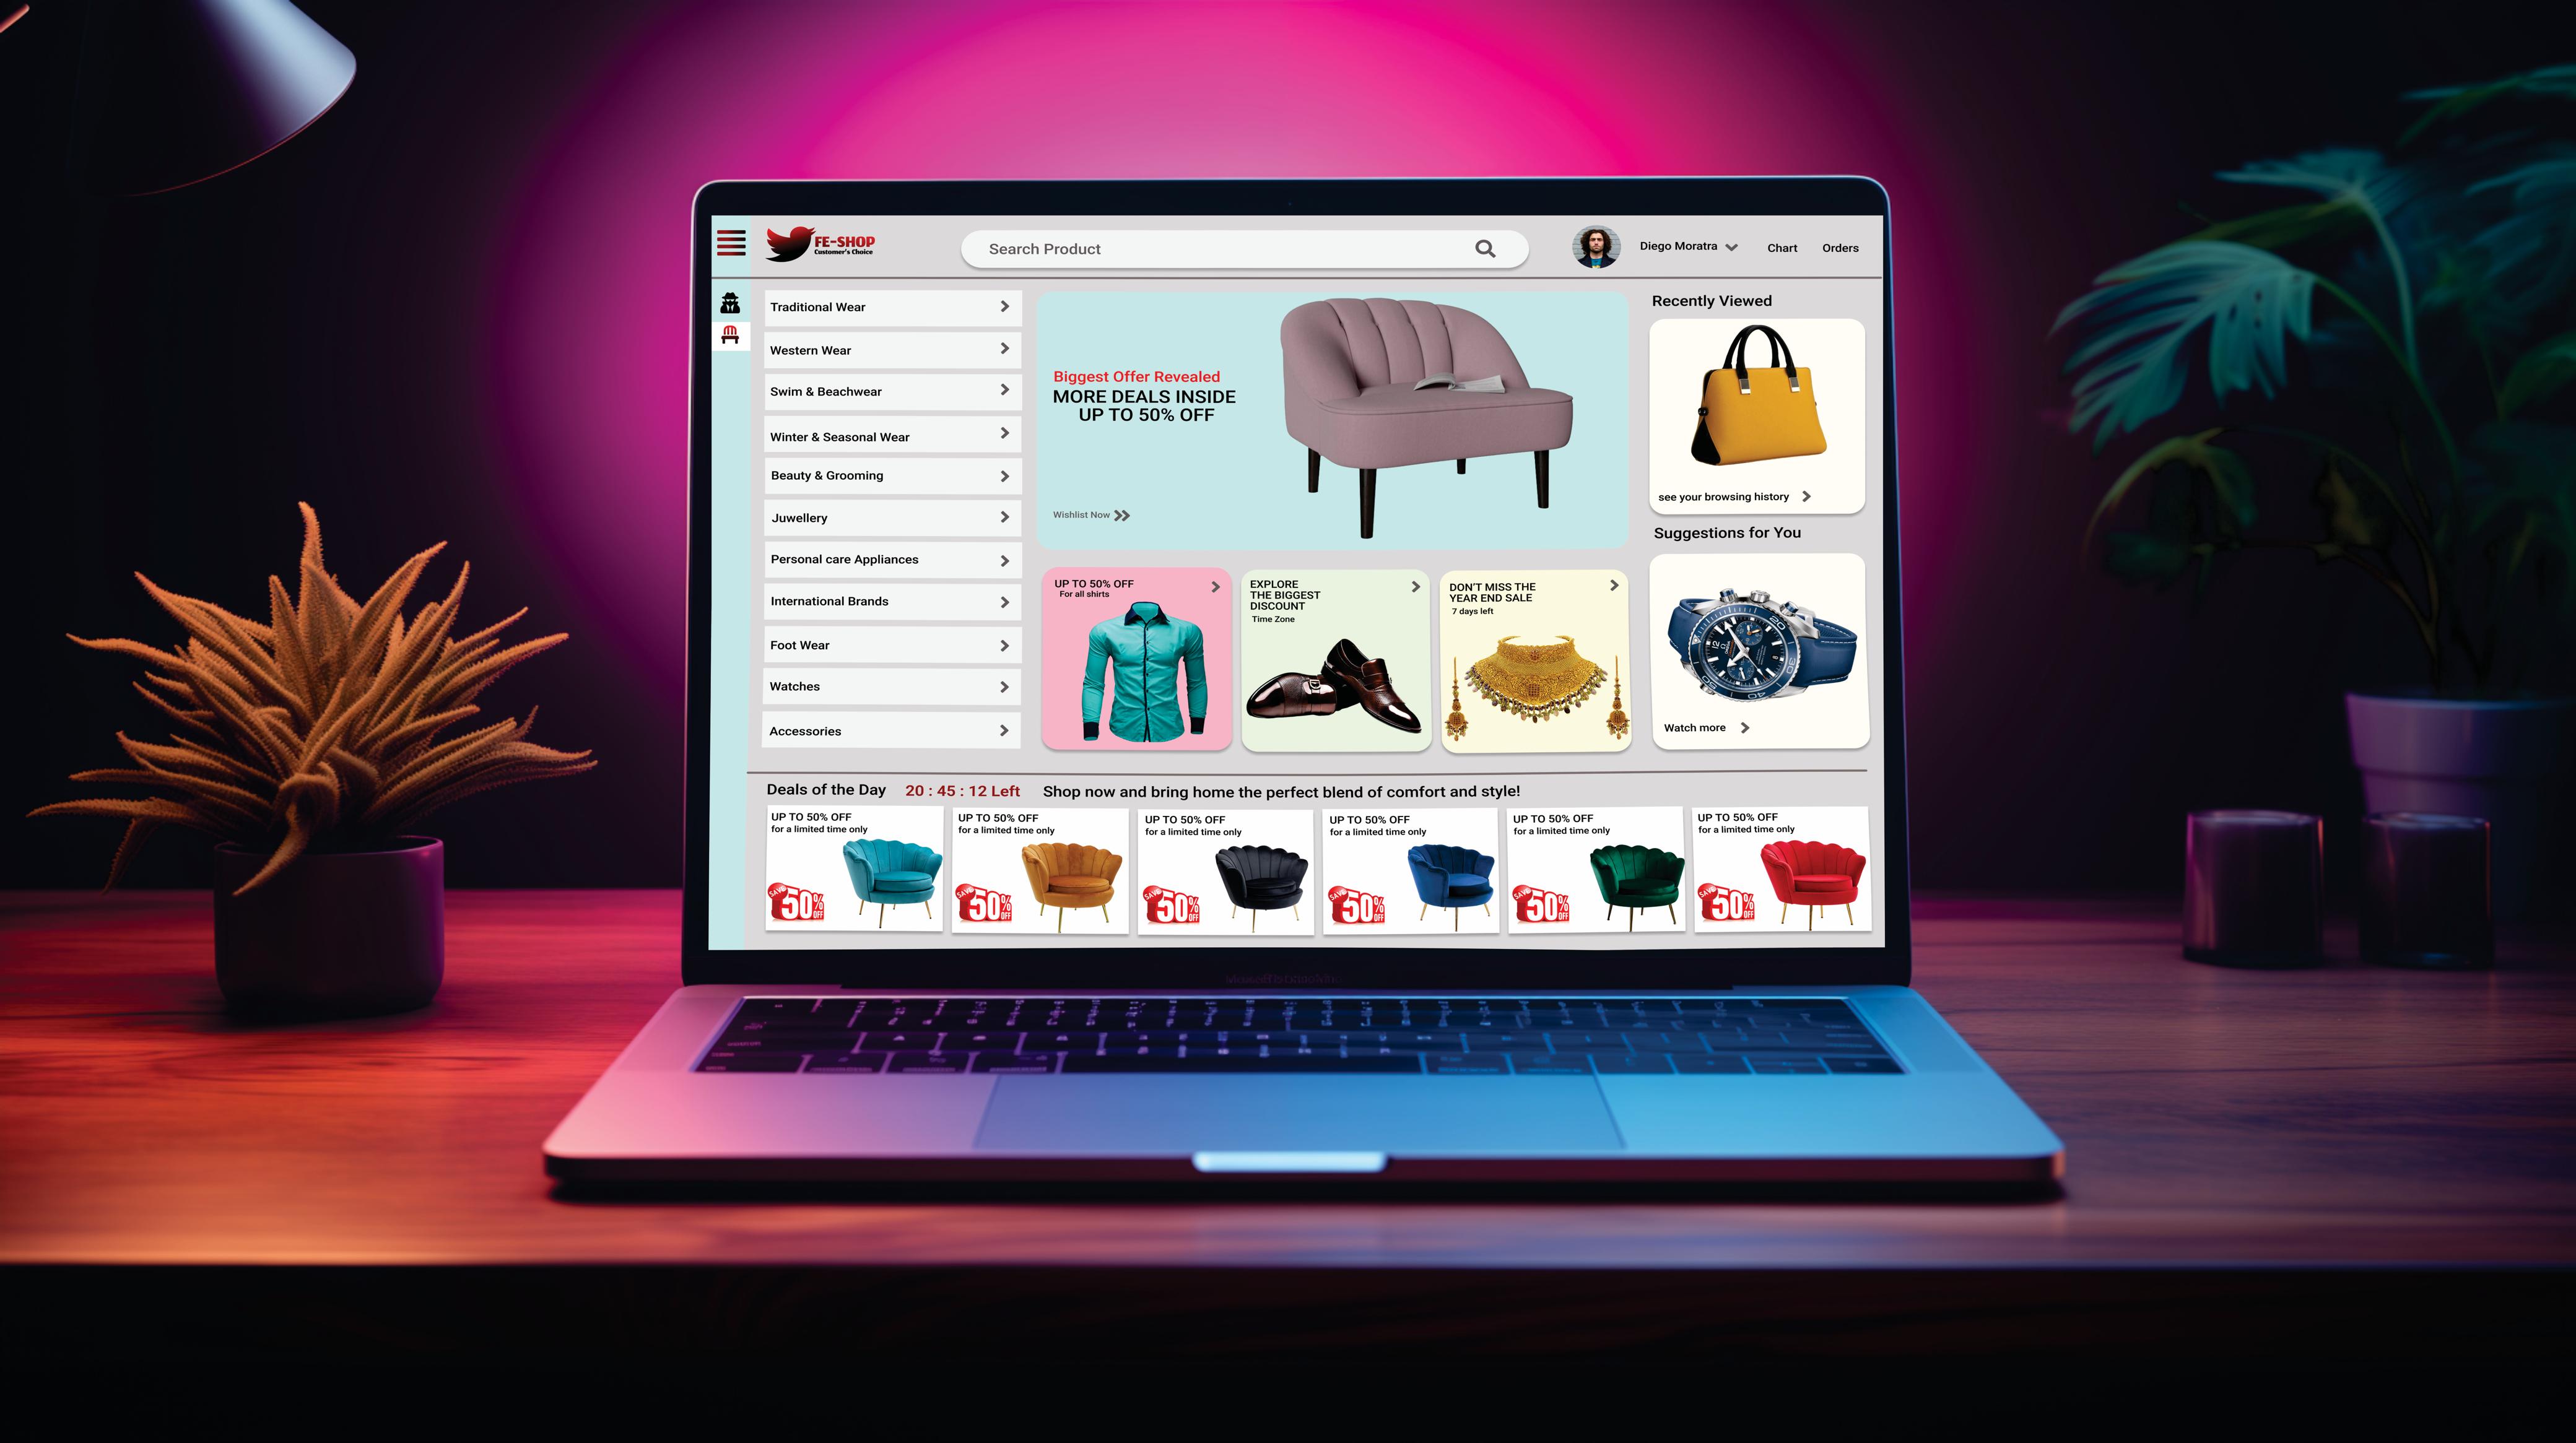 FE-SHOP
Customer's Choice
Search Product
Diego Moratra
Chart
Orders
Traditional Wear
Western Wear
Swim & Beachwear
Winter & Seasonal Wear
Beauty & Grooming
Juwellery
Personal care Appliances
International Brands
Foot Wear
Watches
Accessories
Biggest Offer Revealed
MORE DEALS INSIDE
UP TO 50% OFF
Wishlist Now
UP TO 50% OFF
For all shirts
EXPLORE
THE BIGGEST
DISCOUNT
Time Zone
DON'T MISS THE
YEAR END SALE
7 days left
Recently Viewed
see your browsing history
Suggestions for You
Watch more
Deals of the Day
20 : 45 : 12 Left
Shop now and bring home the perfect blend of comfort and style!
UP TO 50% OFF
for a limited time only
SAVE
50% OFF
UP TO 50% OFF
for a limited time only
SAVE
50% OFF
UP TO 50% OFF
for a limited time only
SAVE
50% OFF
UP TO 50% OFF
for a limited time only
SAVE
50% OFF
UP TO 50% OFF
for a limited time only
SAVE
50% OFF
UP TO 50% OFF
for a limited time only
SAVE
50% OFF